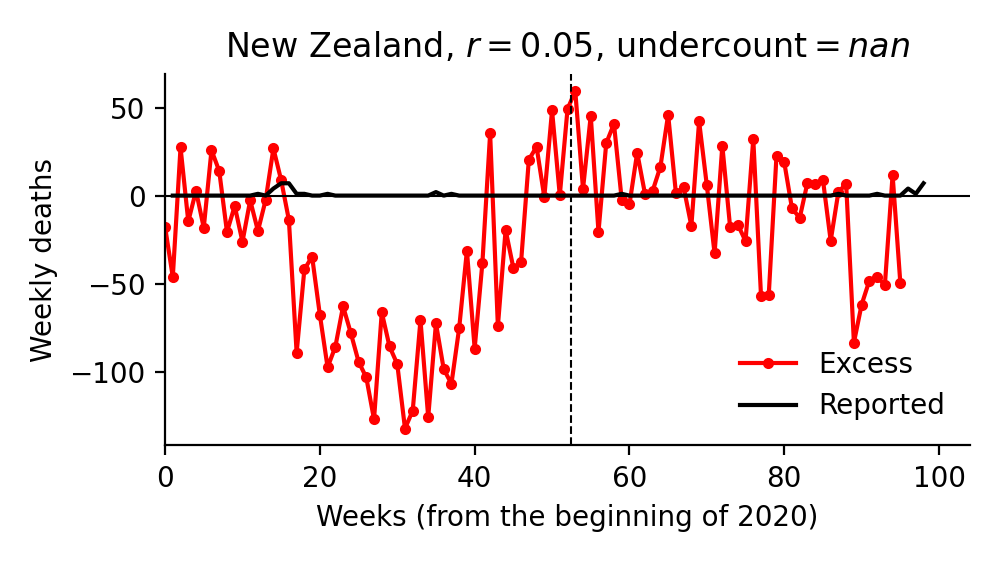 New Zealand, r = 0.05, undercount = nan
Weekly deaths
50
0
−50
−100
Excess
Reported
0 20 40 60 80 100
Weeks (from the beginning of 2020)